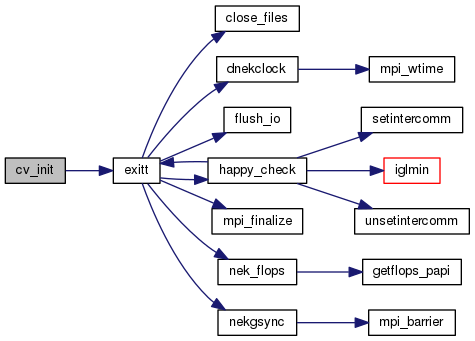 close_files
dnekclock
mpi_wtime
flush_io
setintercomm
cv_init
exitt
happy_check
iglmin
mpi_finalize
unsetintercomm
nek_flops
getflops_papi
nekgsync
mpi_barrier